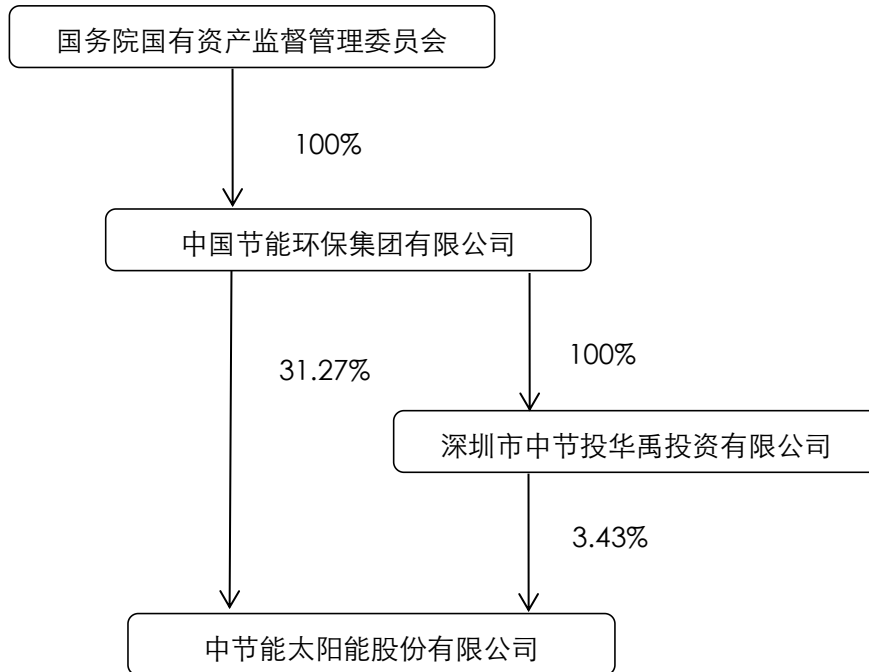 国务院国有资产监督管理委员会
100%
中国节能环保集团有限公司
31.27%
100%
深圳市中节投华禹投资有限公司
3.43%
中节能太阳能股份有限公司